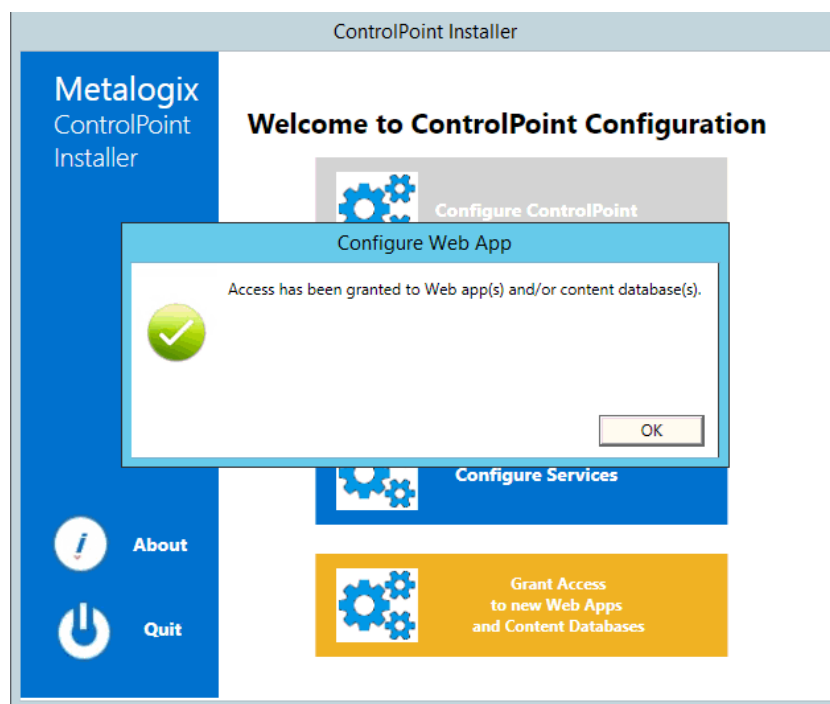 ControlPoint Installer
Metalogix
ControlPoint
Installer
Welcome to ControlPoint Configuration
Configure ControlPoint
Configure Web App
Access has been granted to Web app(s) and/or content database(s).
OK
Configure Services
About
Grant Access
to new Web Apps
and Content Databases
Quit